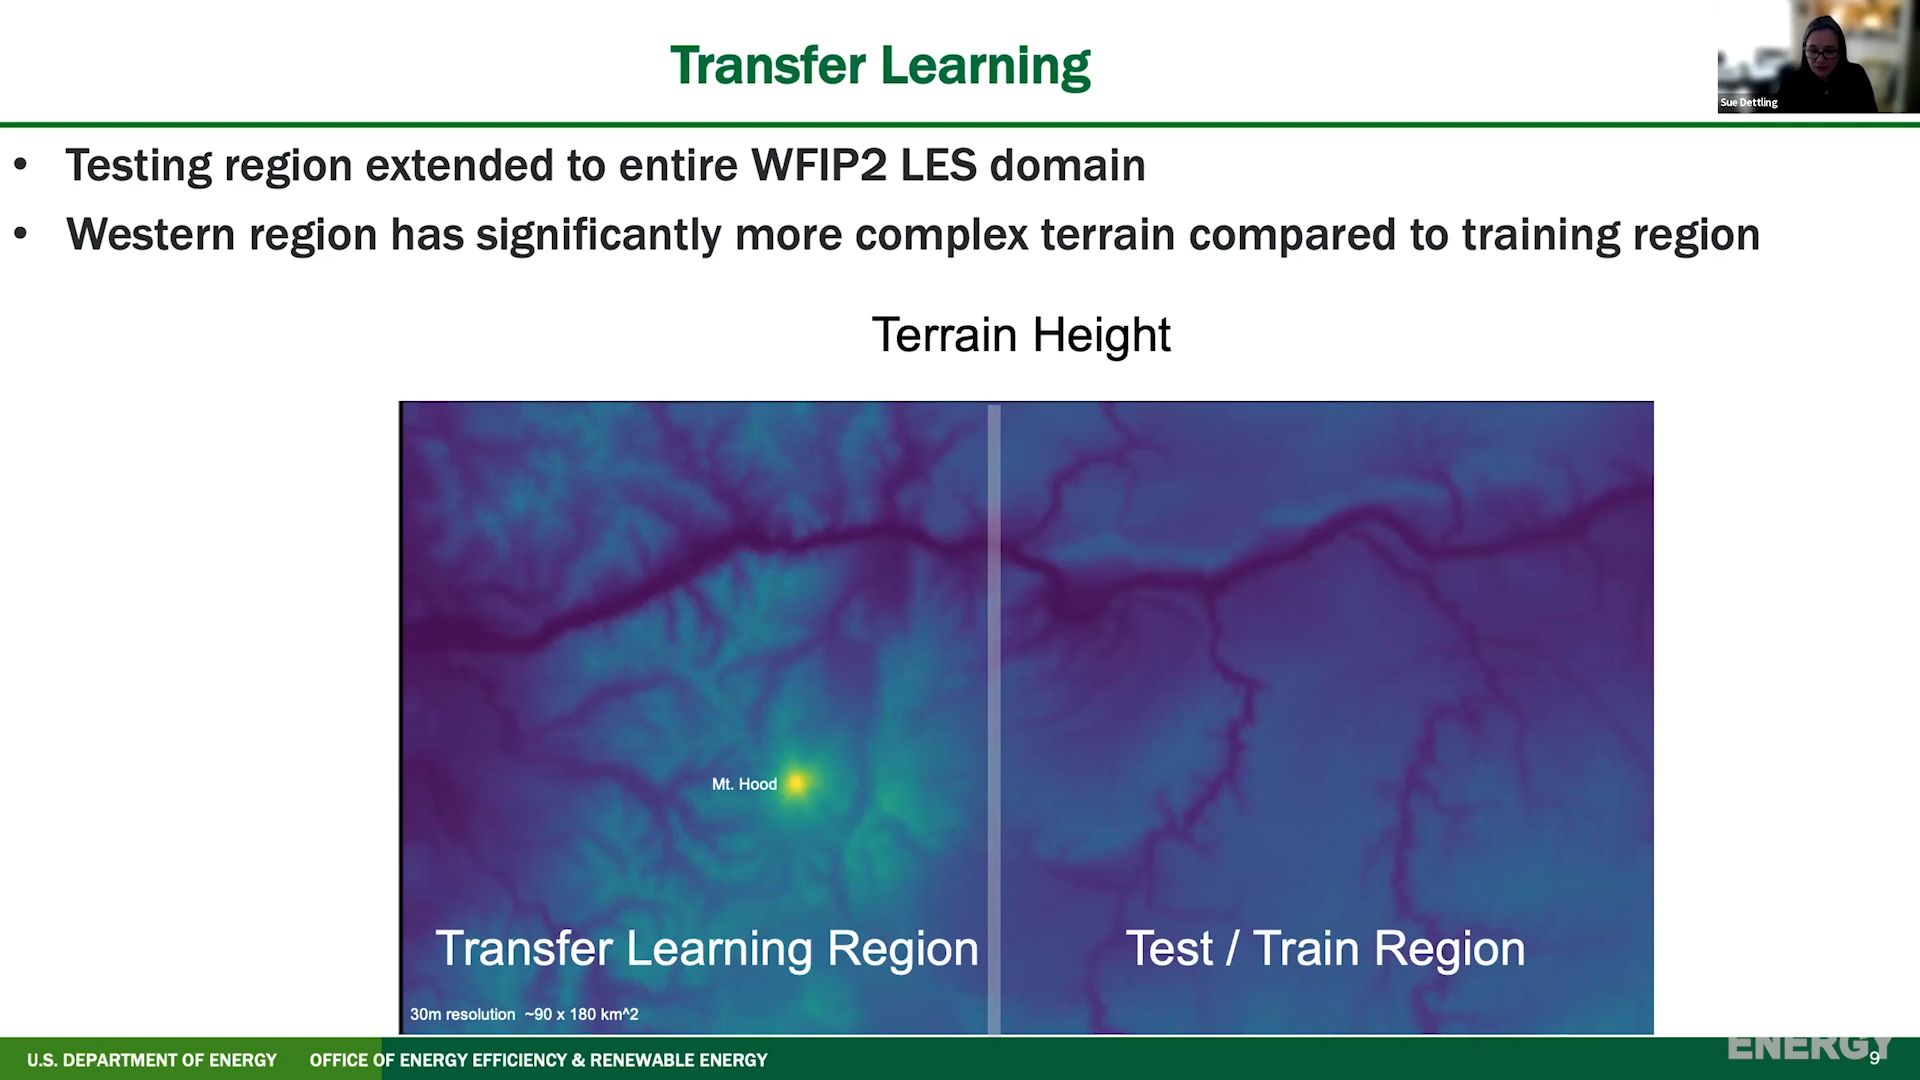 Transfer Learning
Sue Dettling
• Testing region extended to entire WFIP2 LES domain
• Western region has significantly more complex terrain compared to training region
Terrain Height
Mt. Hood
Transfer Learning Region
Test / Train Region
30m resolution ~90 x 180 km^2
U.S. DEPARTMENT OF ENERGY OFFICE OF ENERGY EFFICIENCY & RENEWABLE ENERGY
ENERGY
9